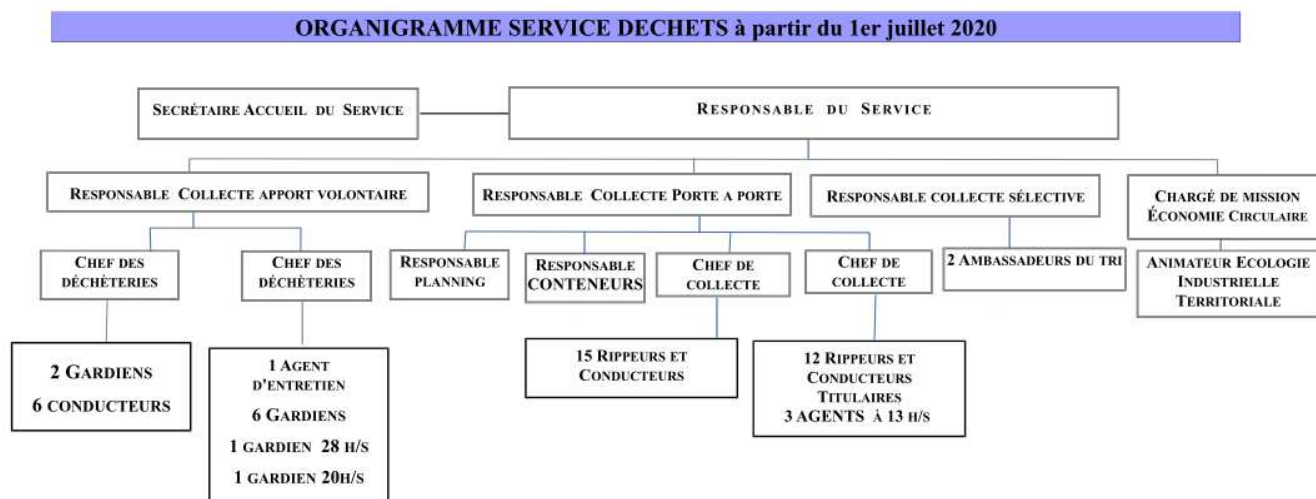 ORGANIGRAMME SERVICE DECHETS à partir du 1er juillet 2020
SECRÉTAIRE ACCUEIL DU SERVICE
RESPONSABLE DU SERVICE
RESPONSABLE COLLECTE APPORT VOLONTAIRE
RESPONSABLE COLLECTE PORTE A PORTE
RESPONSABLE COLLECTE SÉLECTIVE
CHARGÉ DE MISSION
ÉCONOMIE CIRCULAIRE
CHEF DES
DÉCHÈTERIES
CHEF DES
DÉCHÈTERIES
RESPONSABLE
PLANNING
RESPONSABLE
CONTENEURS
CHEF DE
COLLECTE
CHEF DE
COLLECTE
2 AMBASSADEURS DU TRI
ANIMATEUR ECOLOGIE
INDUSTRIELLE
TERRITORIALE
2 GARDIENS
6 CONDUCTEURS
1 AGENT
D'ENTRETIEN
6 GARDIENS
1 GARDIEN 28 H/S
1 GARDIEN 20H/S
15 RIPPEURS ET
CONDUCTEURS
12 RIPPEURS ET
CONDUCTEURS
TITULAIRES
3 AGENTS À 13 H/S